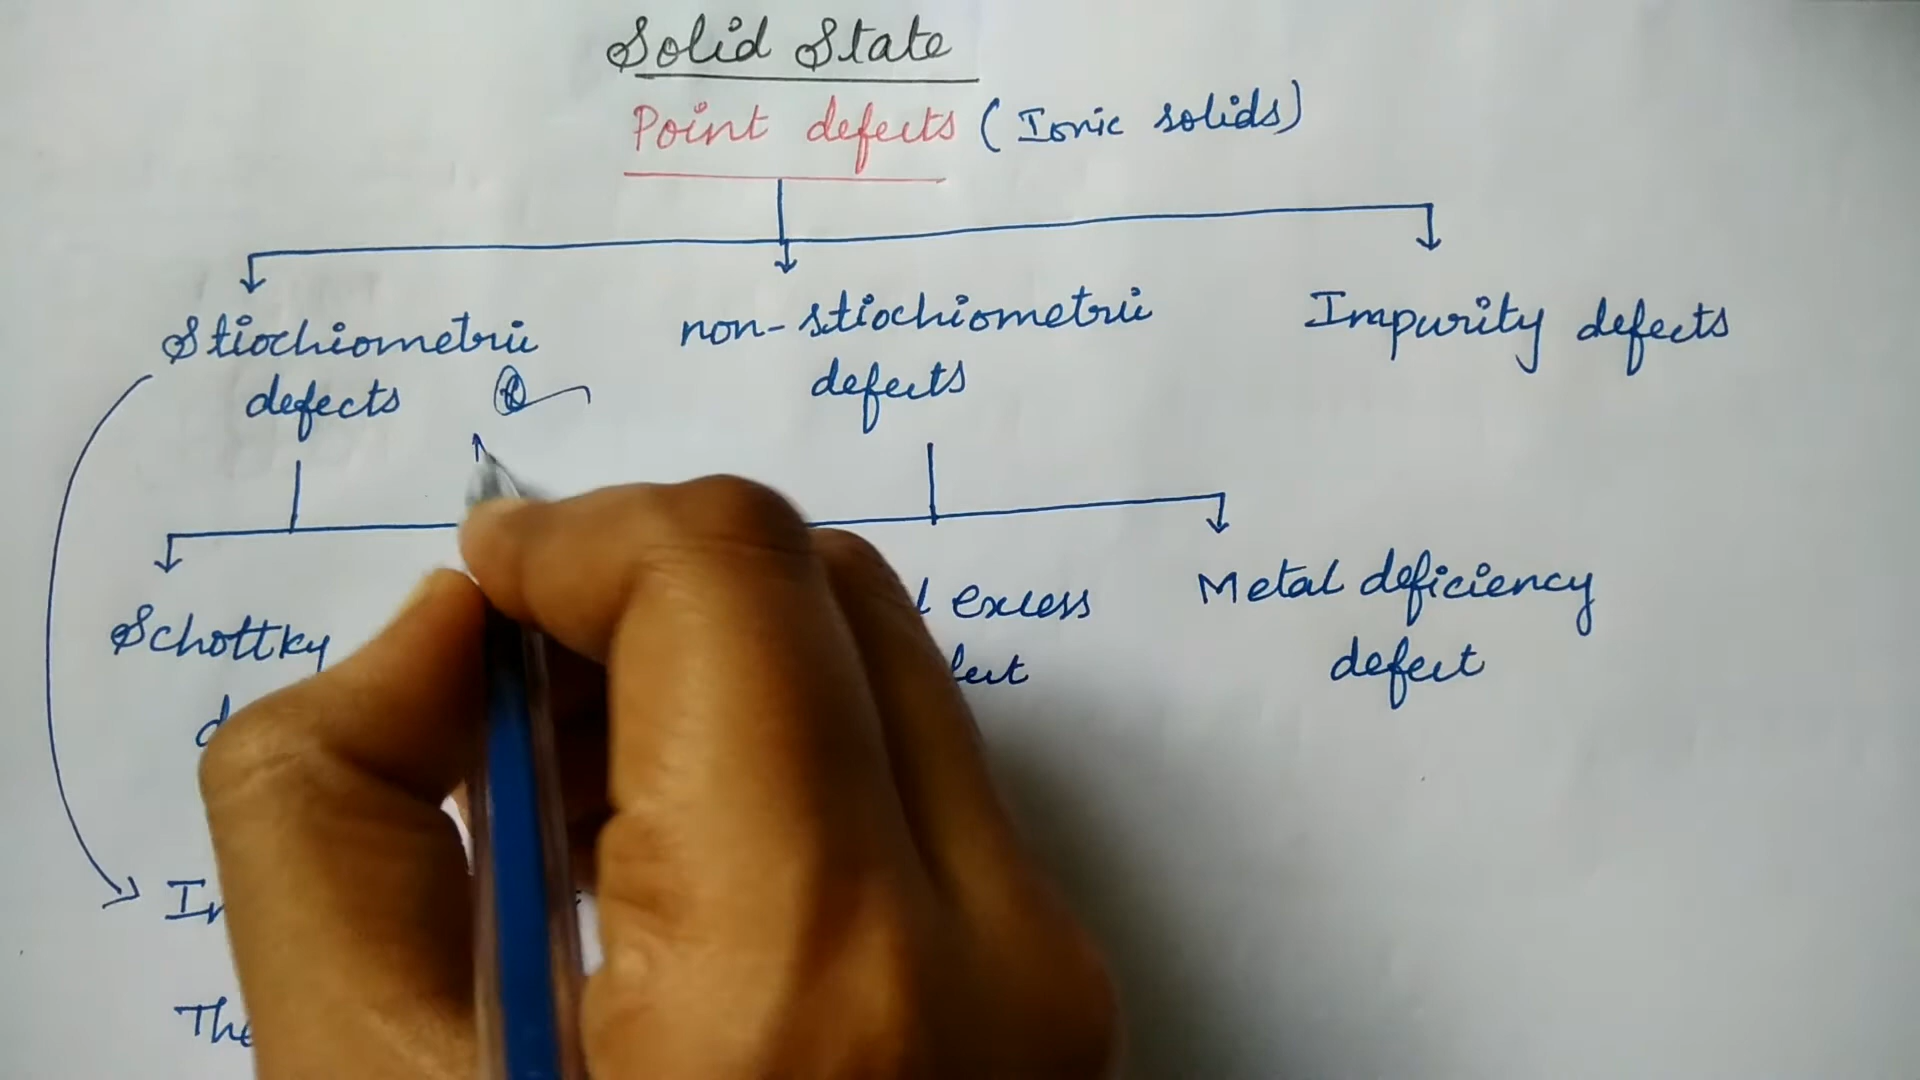 Solid State
Point defects (Ionic solids)
Stiochiometric
defects
non-stiochiometric
defects
Impurity defects
Schottky
excess
Metal deficiency
defect